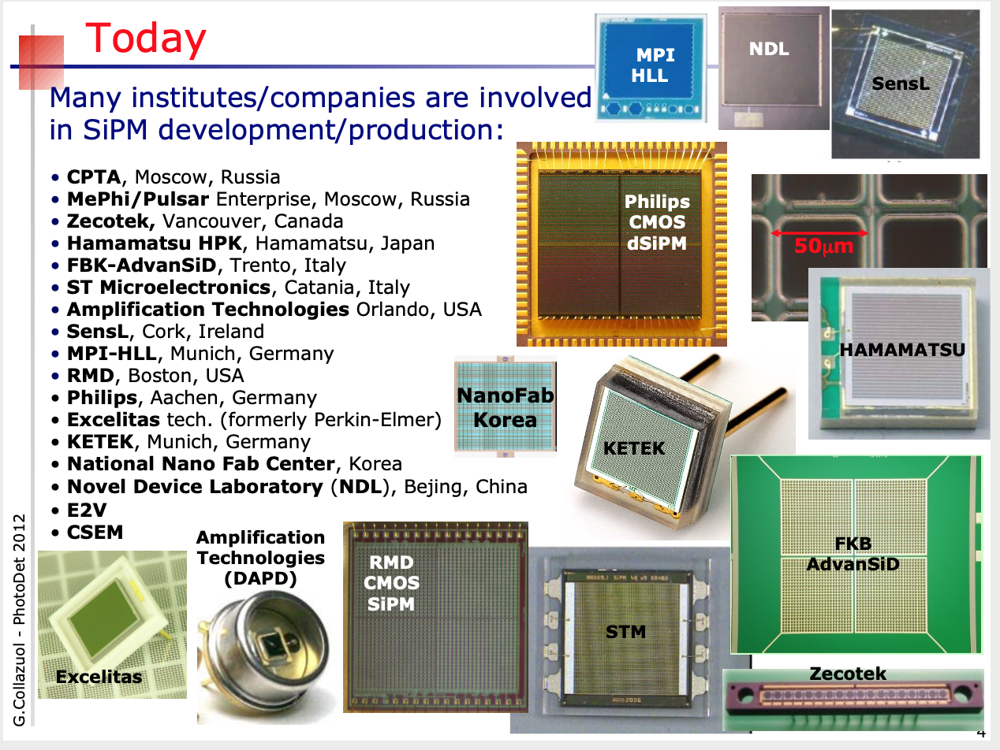 Today
Many institutes/companies are involved
in SiPM development/production:
• CPTA, Moscow, Russia
• MePhi/Pulsar Enterprise, Moscow, Russia
• Zecotek, Vancouver, Canada
• Hamamatsu HPK, Hamamatsu, Japan
• FBK-AdvanSiD, Trento, Italy
• ST Microelectronics, Catania, Italy
• Amplification Technologies Orlando, USA
• SensL, Cork, Ireland
• MPI-HLL, Munich, Germany
• RMD, Boston, USA
• Philips, Aachen, Germany
• Excelitas tech. (formerly Perkin-Elmer)
• KETEK, Munich, Germany
• National Nano Fab Center, Korea
• Novel Device Laboratory (NDL), Bejing, China
• E2V
• CSEM
MPI
HLL
NDL
SensL
Philips
CMOS
dSiPM
50μm
HAMAMATSU
NanoFab
Korea
KETEK
FKB
AdvanSiD
Amplification
Technologies
(DAPD)
RMD
CMOS
SiPM
STM
2006
Zecotek
Excelitas
G.Collazuol - PhotoDet 2012
4